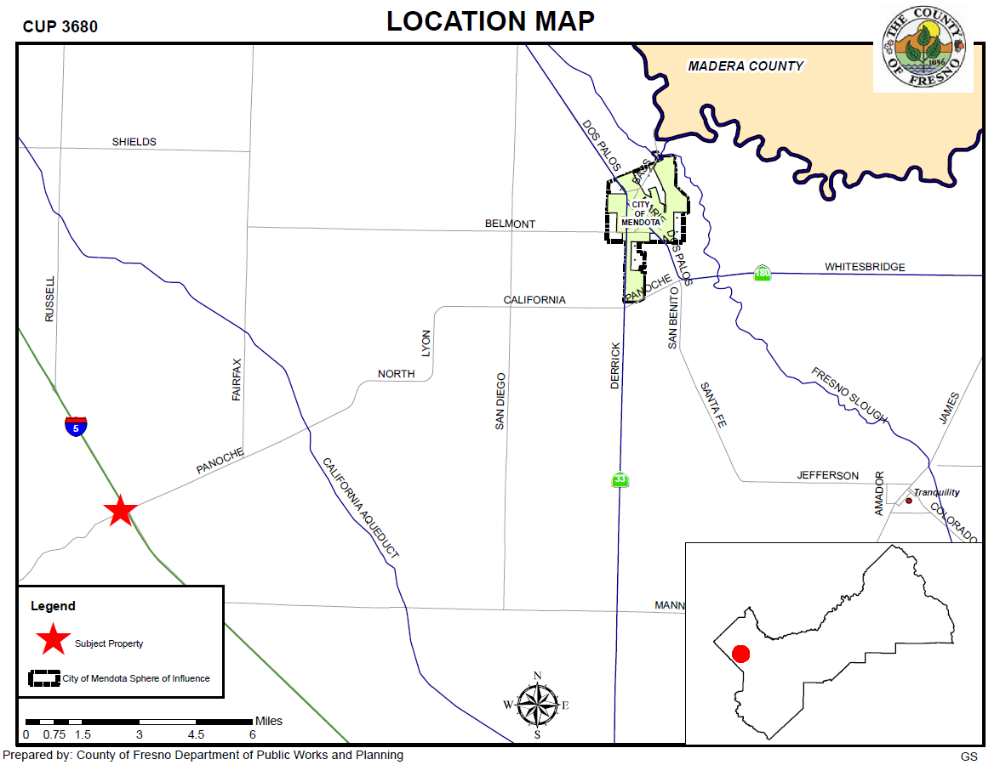 CUP 3680
LOCATION MAP
THE COUNTY
OF FRESNO
1856
MADERA COUNTY
SHIELDS
DOS PALOS
BASS
CITY
OF
MENDOTA
BELMONT
DOS PALOS
RUSSELL
180
WHITESBRIDGE
PANOCHE
CALIFORNIA
SAN BENITO
LYON
DERRICK
NORTH
FAIRFAX
SAN DIEGO
SANTA FE
FRESNO SLOUGH
JAMES
5
PANOCHE
CALIFORNIA AQUEDUCT
33
JEFFERSON
AMADOR
Tranquility
COLORADO
MANN
Legend
Subject Property
City of Mendota Sphere of Influence
N
W
E
S
Miles
0 0.75 1.5 3 4.5 6
Prepared by: County of Fresno Department of Public Works and Planning
GS